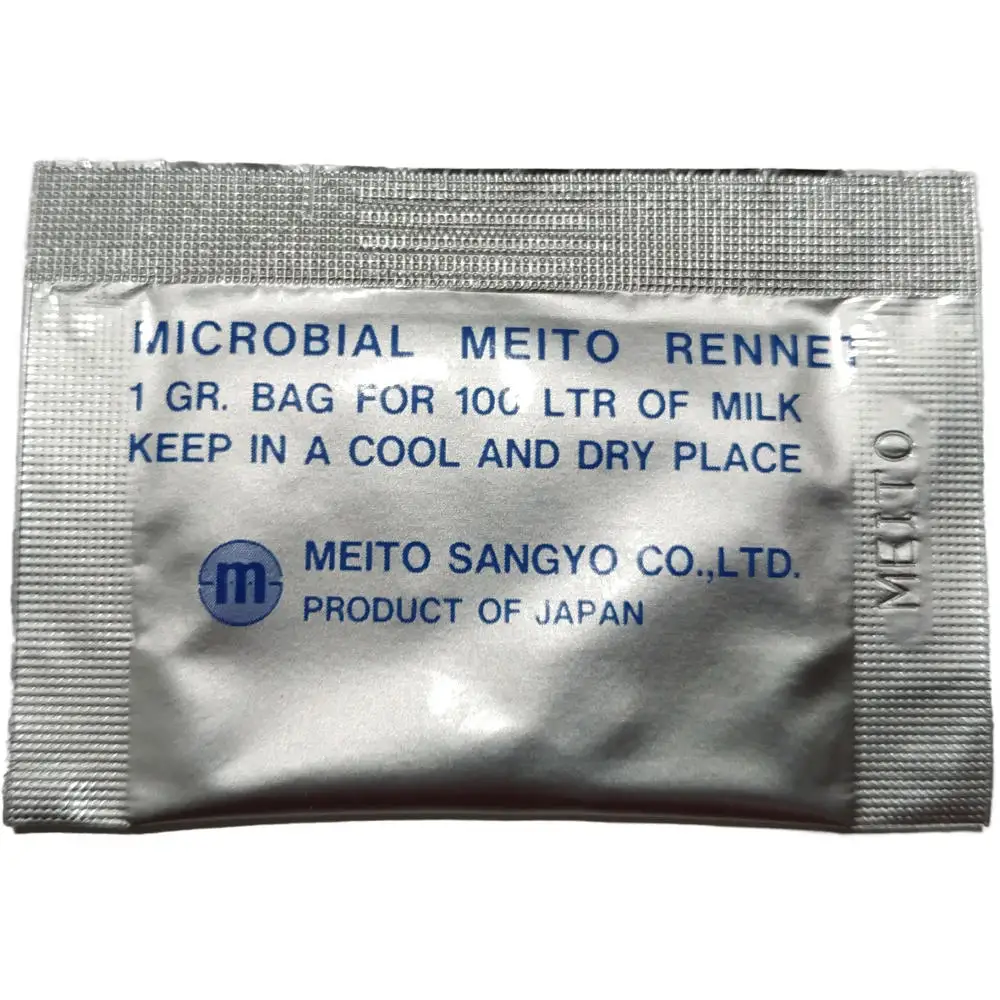 MICROBIAL MEITO RENNET
1 GR. BAG FOR 100 LTR OF MILK
KEEP IN A COOL AND DRY PLACE
m
MEITO SANGYO CO.,LTD.
PRODUCT OF JAPAN
MEITO